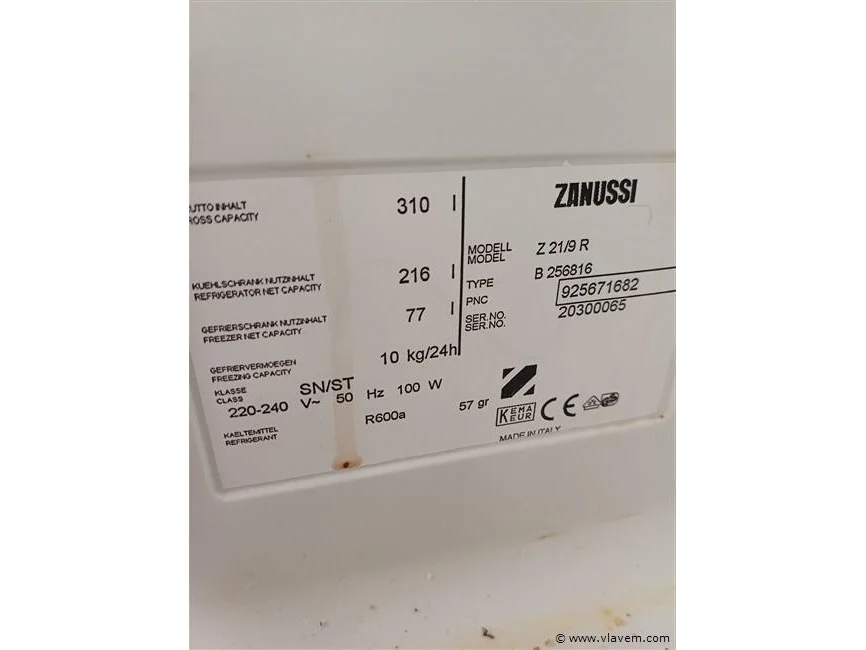 UTTO INHALT
ROSS CAPACITY
310 l
KUEHLSCHRANK NUTZINHALT
REFRIGERATOR NET CAPACITY
216 l
GEFRIERSCHRANK NUTZINHALT
FREEZER NET CAPACITY
77 l
GEFRIERVERMOEGEN
FREEZING CAPACITY
10 kg/24h
KLASSE
CLASS
SN/ST
220-240 V~ 50 Hz 100 W
KAELTEMITTEL
REFRIGERANT
R600a 57 gr
ZANUSSI
MODELL
MODEL
Z 21/9 R
TYPE
B 256816
PNC
925671682
SER.NO.
SER.NO.
20300065
KEMA
KEUR
CE
MADE IN ITALY
© www.vlavem.com